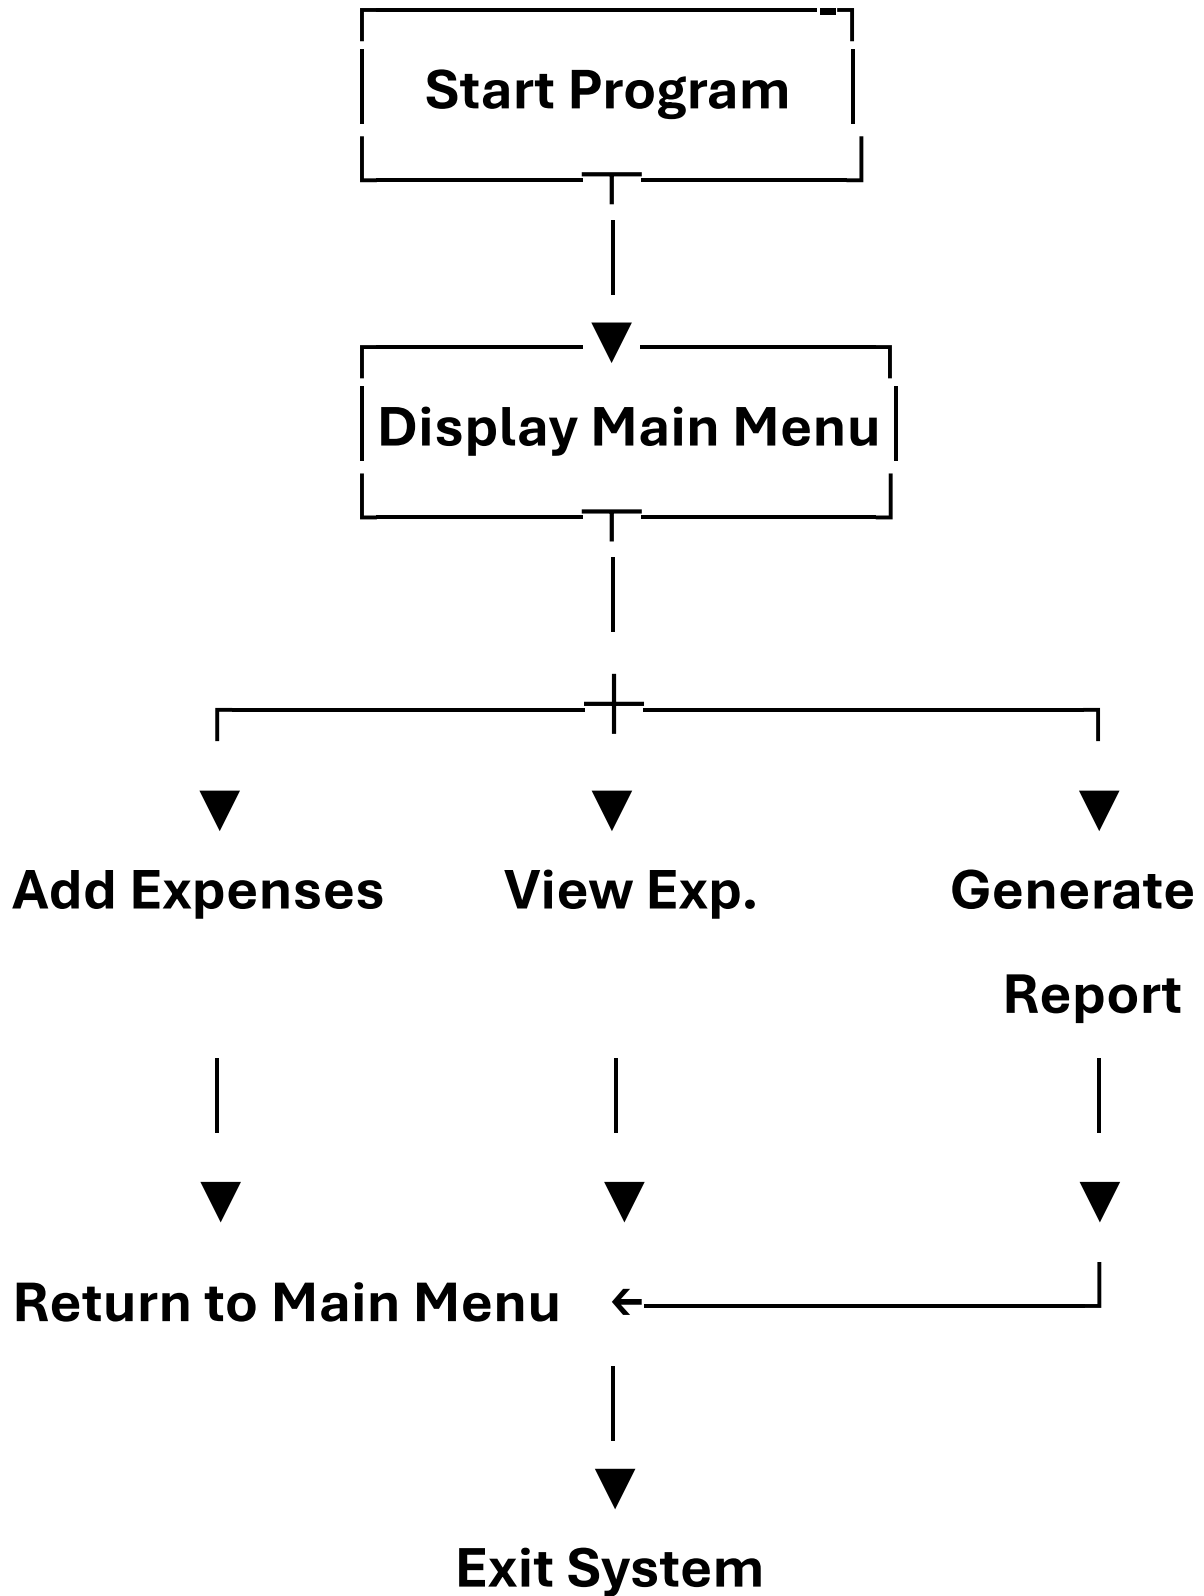 Start Program
Display Main Menu
Add Expenses View Exp. Generate
Report
Return to Main Menu
Exit System